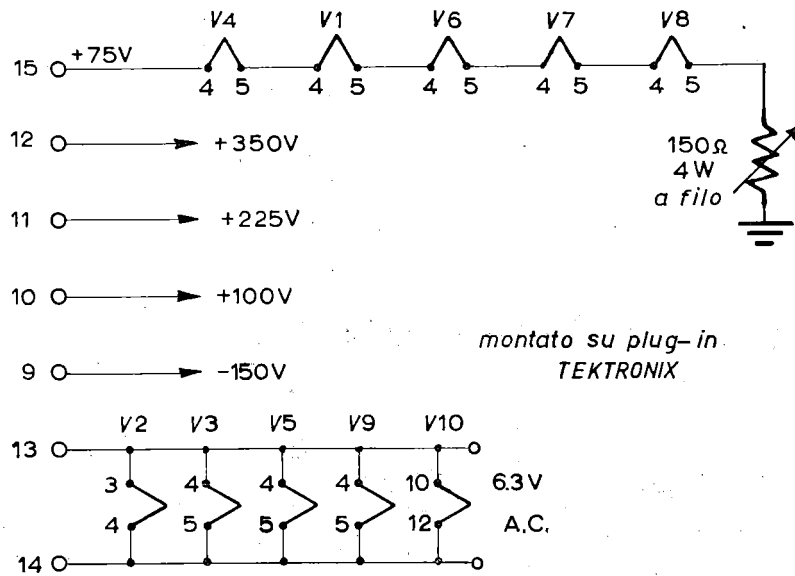 V4 V1 V6 V7 V8
15 +75V
4 5 4 5 4 5 4 5 4 5
12 +350V
150Ω
4W
a filo
11 +225V
10 +100V
montato su plug-in
TEKTRONIX
9 -150V
V2 V3 V5 V9 V10
13
3 4 4 4 10 6.3V
4 5 5 5 12 A.C.
14